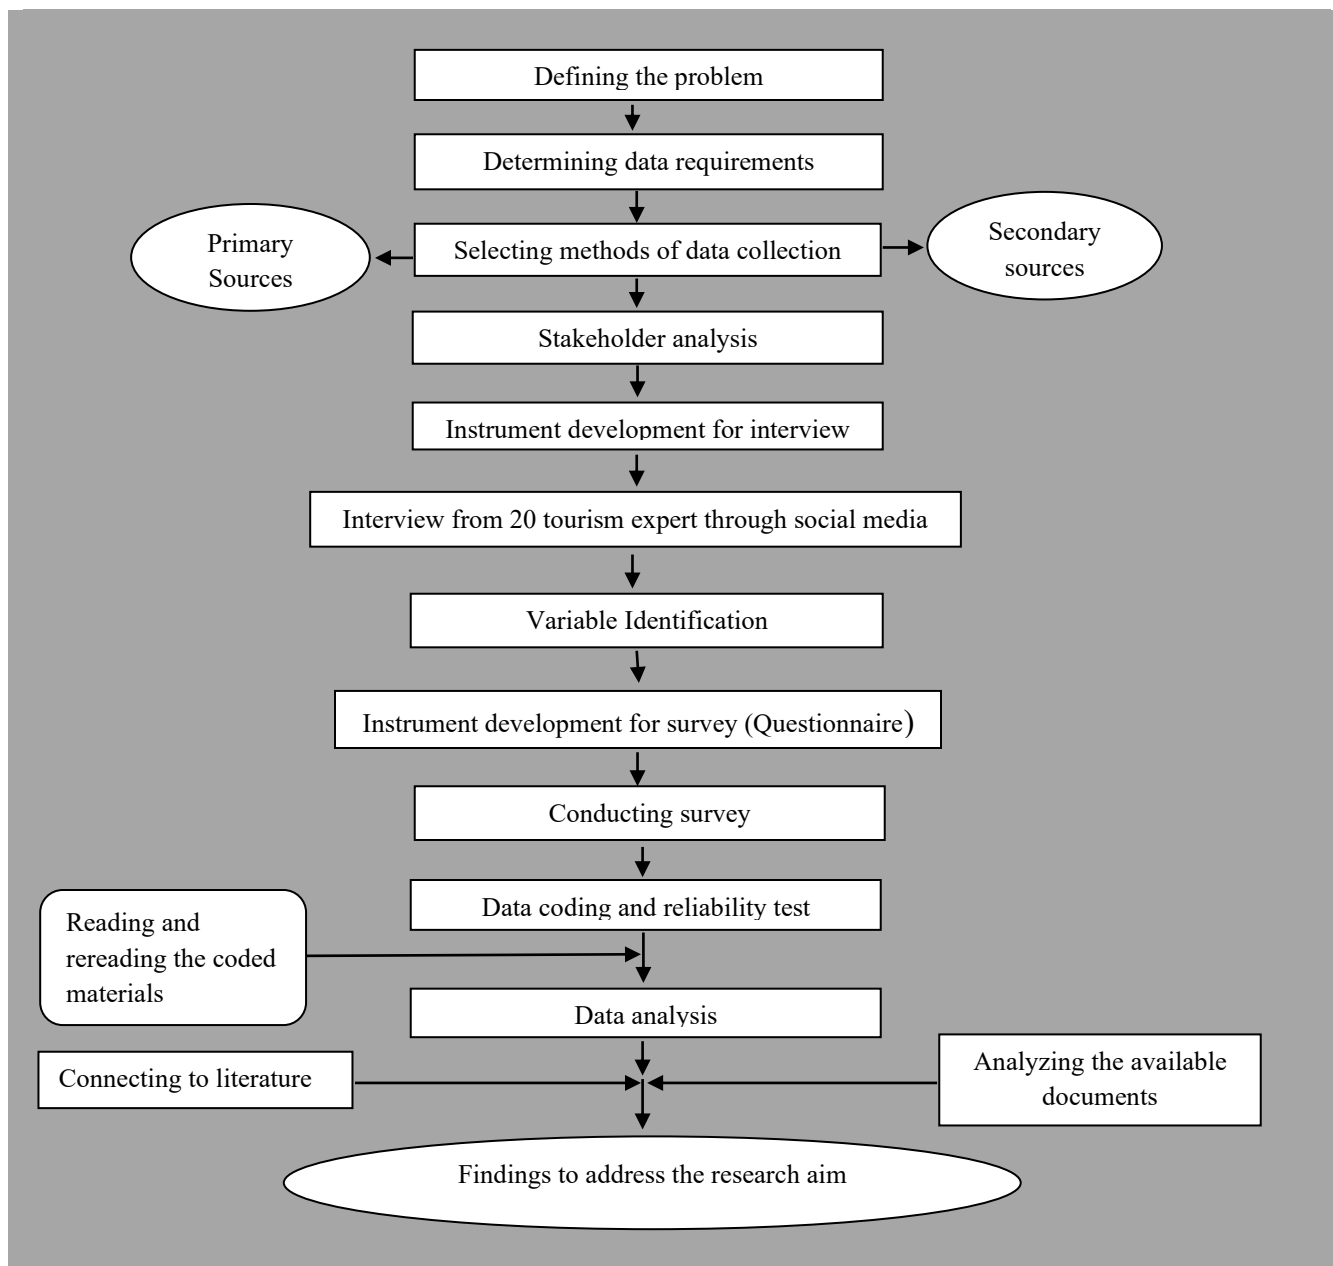 Defining the problem
Determining data requirements
Primary
Sources
Selecting methods of data collection
Secondary
sources
Stakeholder analysis
Instrument development for interview
Interview from 20 tourism expert through social media
Variable Identification
Instrument development for survey (Questionnaire)
Conducting survey
Data coding and reliability test
Reading and
rereading the coded
materials
Data analysis
Connecting to literature
Analyzing the available
documents
Findings to address the research aim